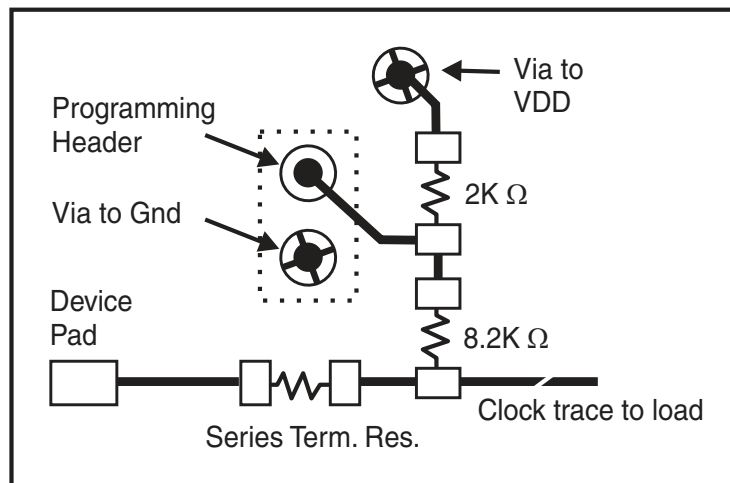 Via to
VDD
Programming
Header
2K Ω
Via to Gnd
Device
Pad
8.2K Ω
Clock trace to load
Series Term. Res.